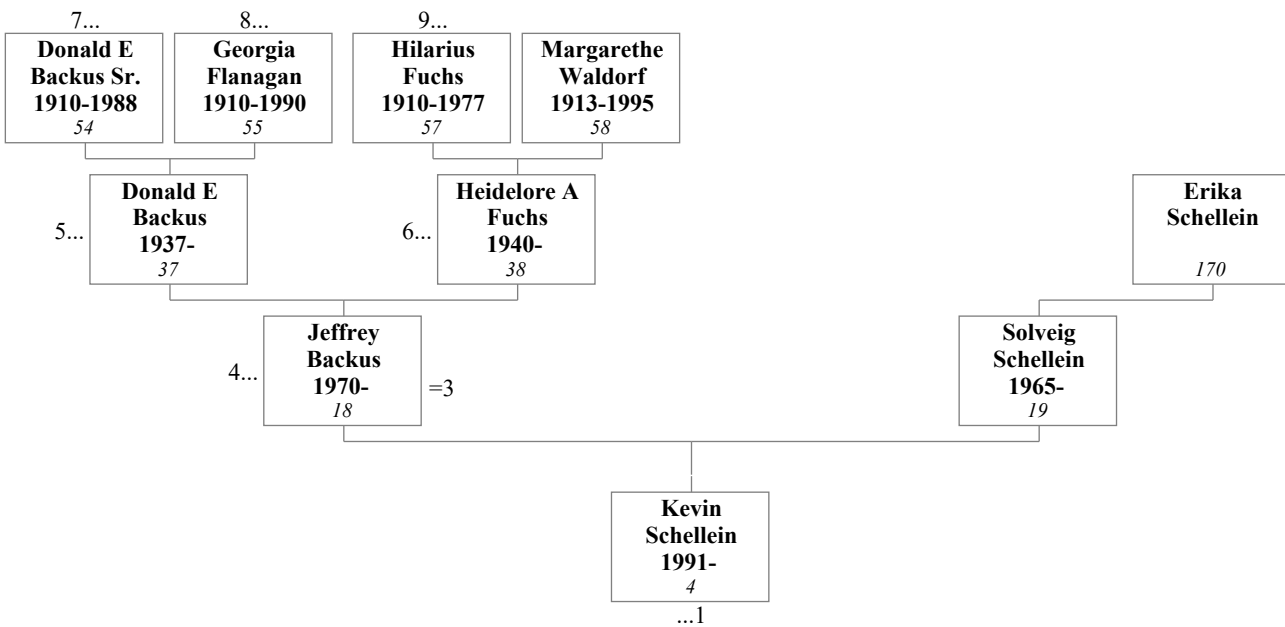 7...
8...
9...
Donald E
Backus Sr.
1910-1988
54
Georgia
Flanagan
1910-1990
55
Hilarius
Fuchs
1910-1977
57
Margarethe
Waldorf
1913-1995
58
5...
Donald E
Backus
1937-
37
6...
Heidelore A
Fuchs
1940-
38
Erika
Schellein
170
4...
Jeffrey
Backus
1970-
18
=3
Solveig
Schellein
1965-
19
Kevin
Schellein
1991-
4
...1